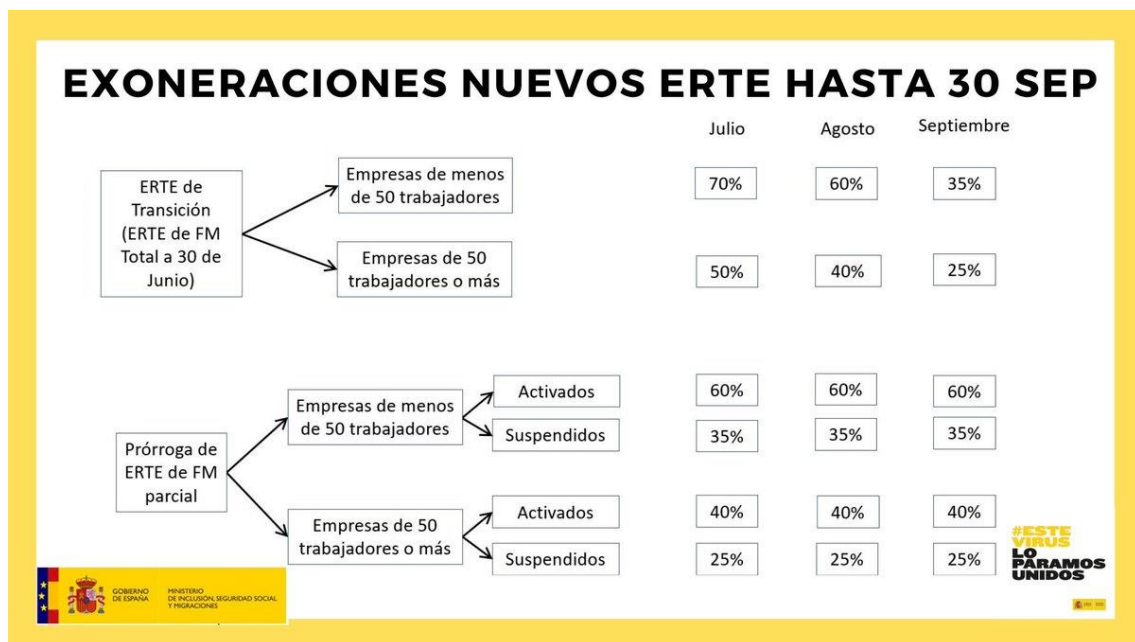 EXONERACIONES NUEVOS ERTE HASTA 30 SEP
Julio
Agosto
Septiembre
ERTE de
Transición
(ERTE de FM
Total a 30 de
Junio)
Empresas de menos
de 50 trabajadores
70%
60%
35%
Empresas de 50
trabajadores o más
50%
40%
25%
Prórroga de
ERTE de FM
parcial
Empresas de menos
de 50 trabajadores
Activados
60%
60%
60%
Suspendidos
35%
35%
35%
Empresas de 50
trabajadores o más
Activados
40%
40%
40%
Suspendidos
25%
25%
25%
#ESTE
VIRUS
LO
PARAMOS
UNIDOS
GOBIERNO
DE ESPAÑA
MINISTERIO
DE INCLUSIÓN, SEGURIDAD SOCIAL
Y MIGRACIONES